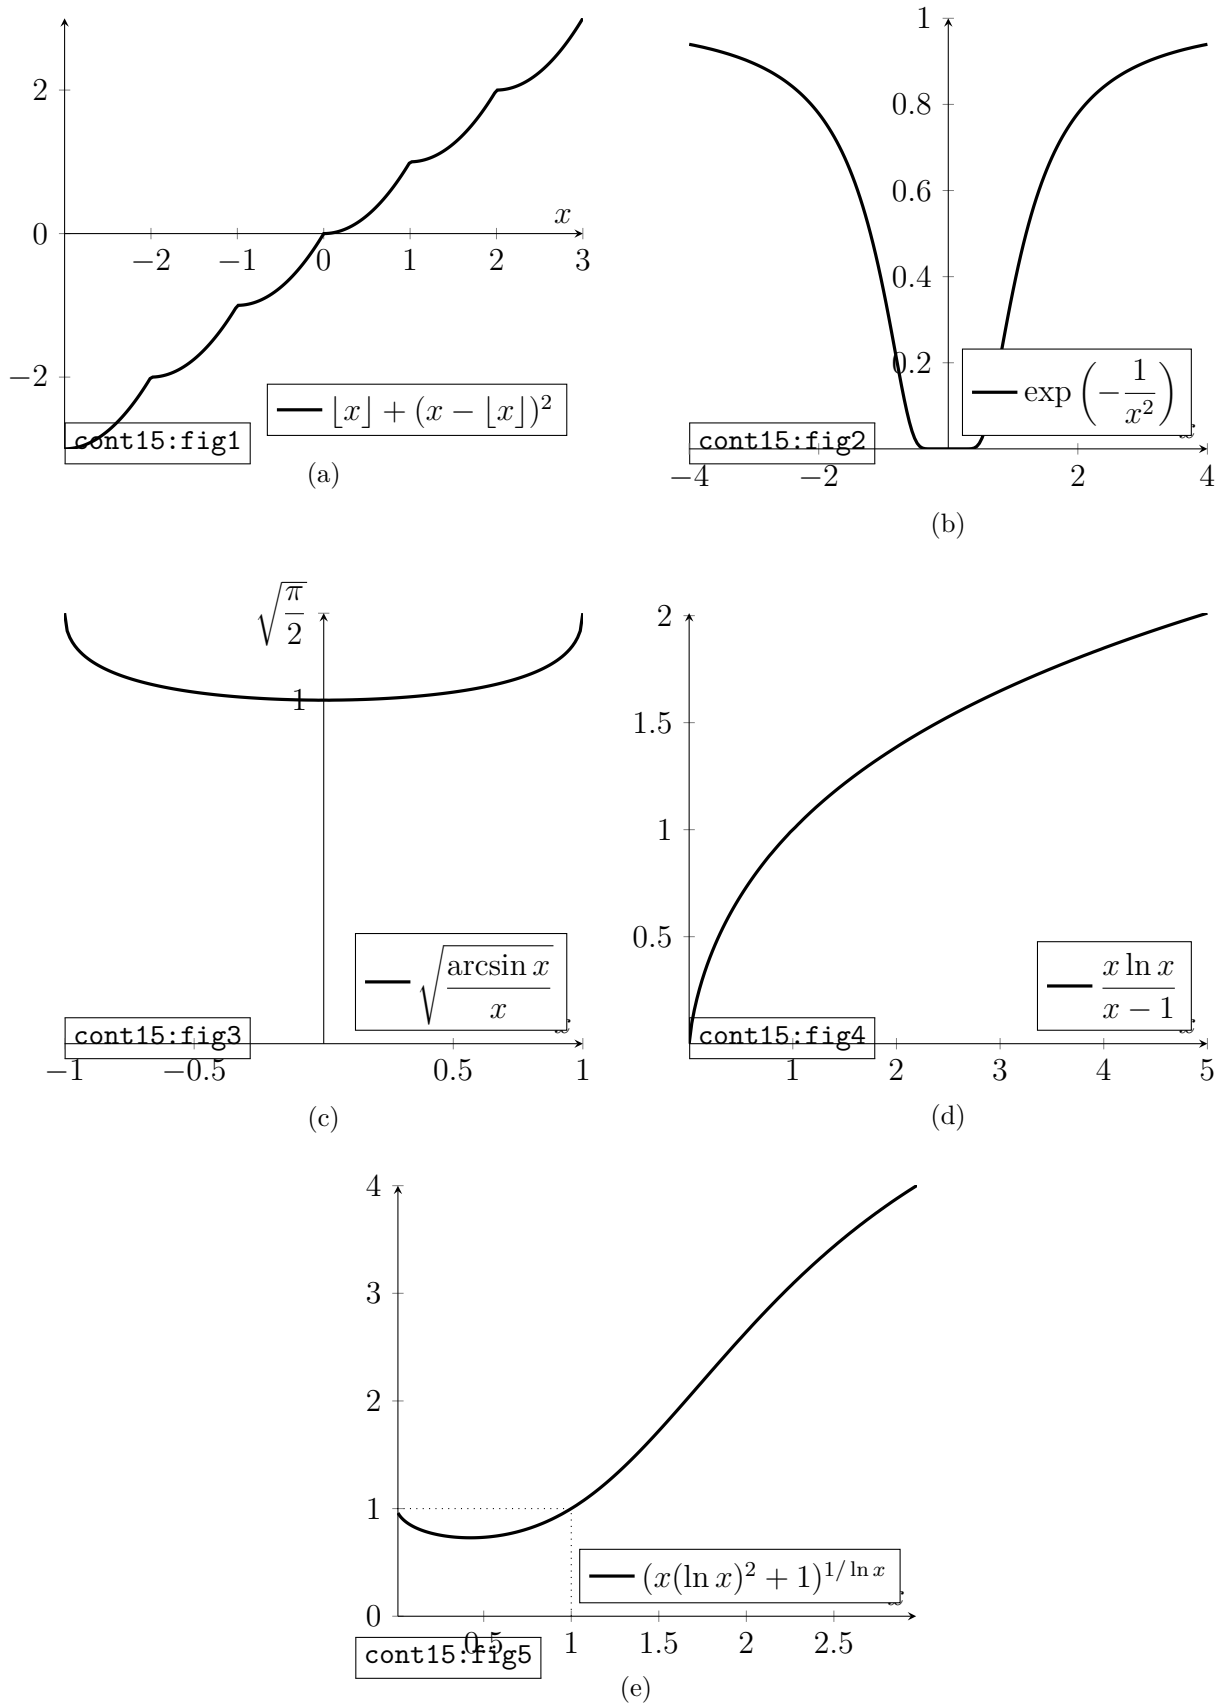 2
0
−2
−2 −1 0 1 2 3
x
⌊x⌋ + (x − ⌊x⌋)²
cont15:fig1
(a)
1
0.8
0.6
0.4
0.2
exp(−1/x²)
x
cont15:fig2
−4 −2 2 4
(b)
√(π/2)
1
√(arcsin x/x)
x
cont15:fig3
−1 −0.5 0.5 1
(c)
2
1.5
1
0.5
x ln x/x − 1
x
cont15:fig4
1 2 3 4 5
(d)
4
3
2
1
0
(x(ln x)² + 1)^{1/ ln x}
x
0.5 1 1.5 2 2.5
cont15:fig5
(e)